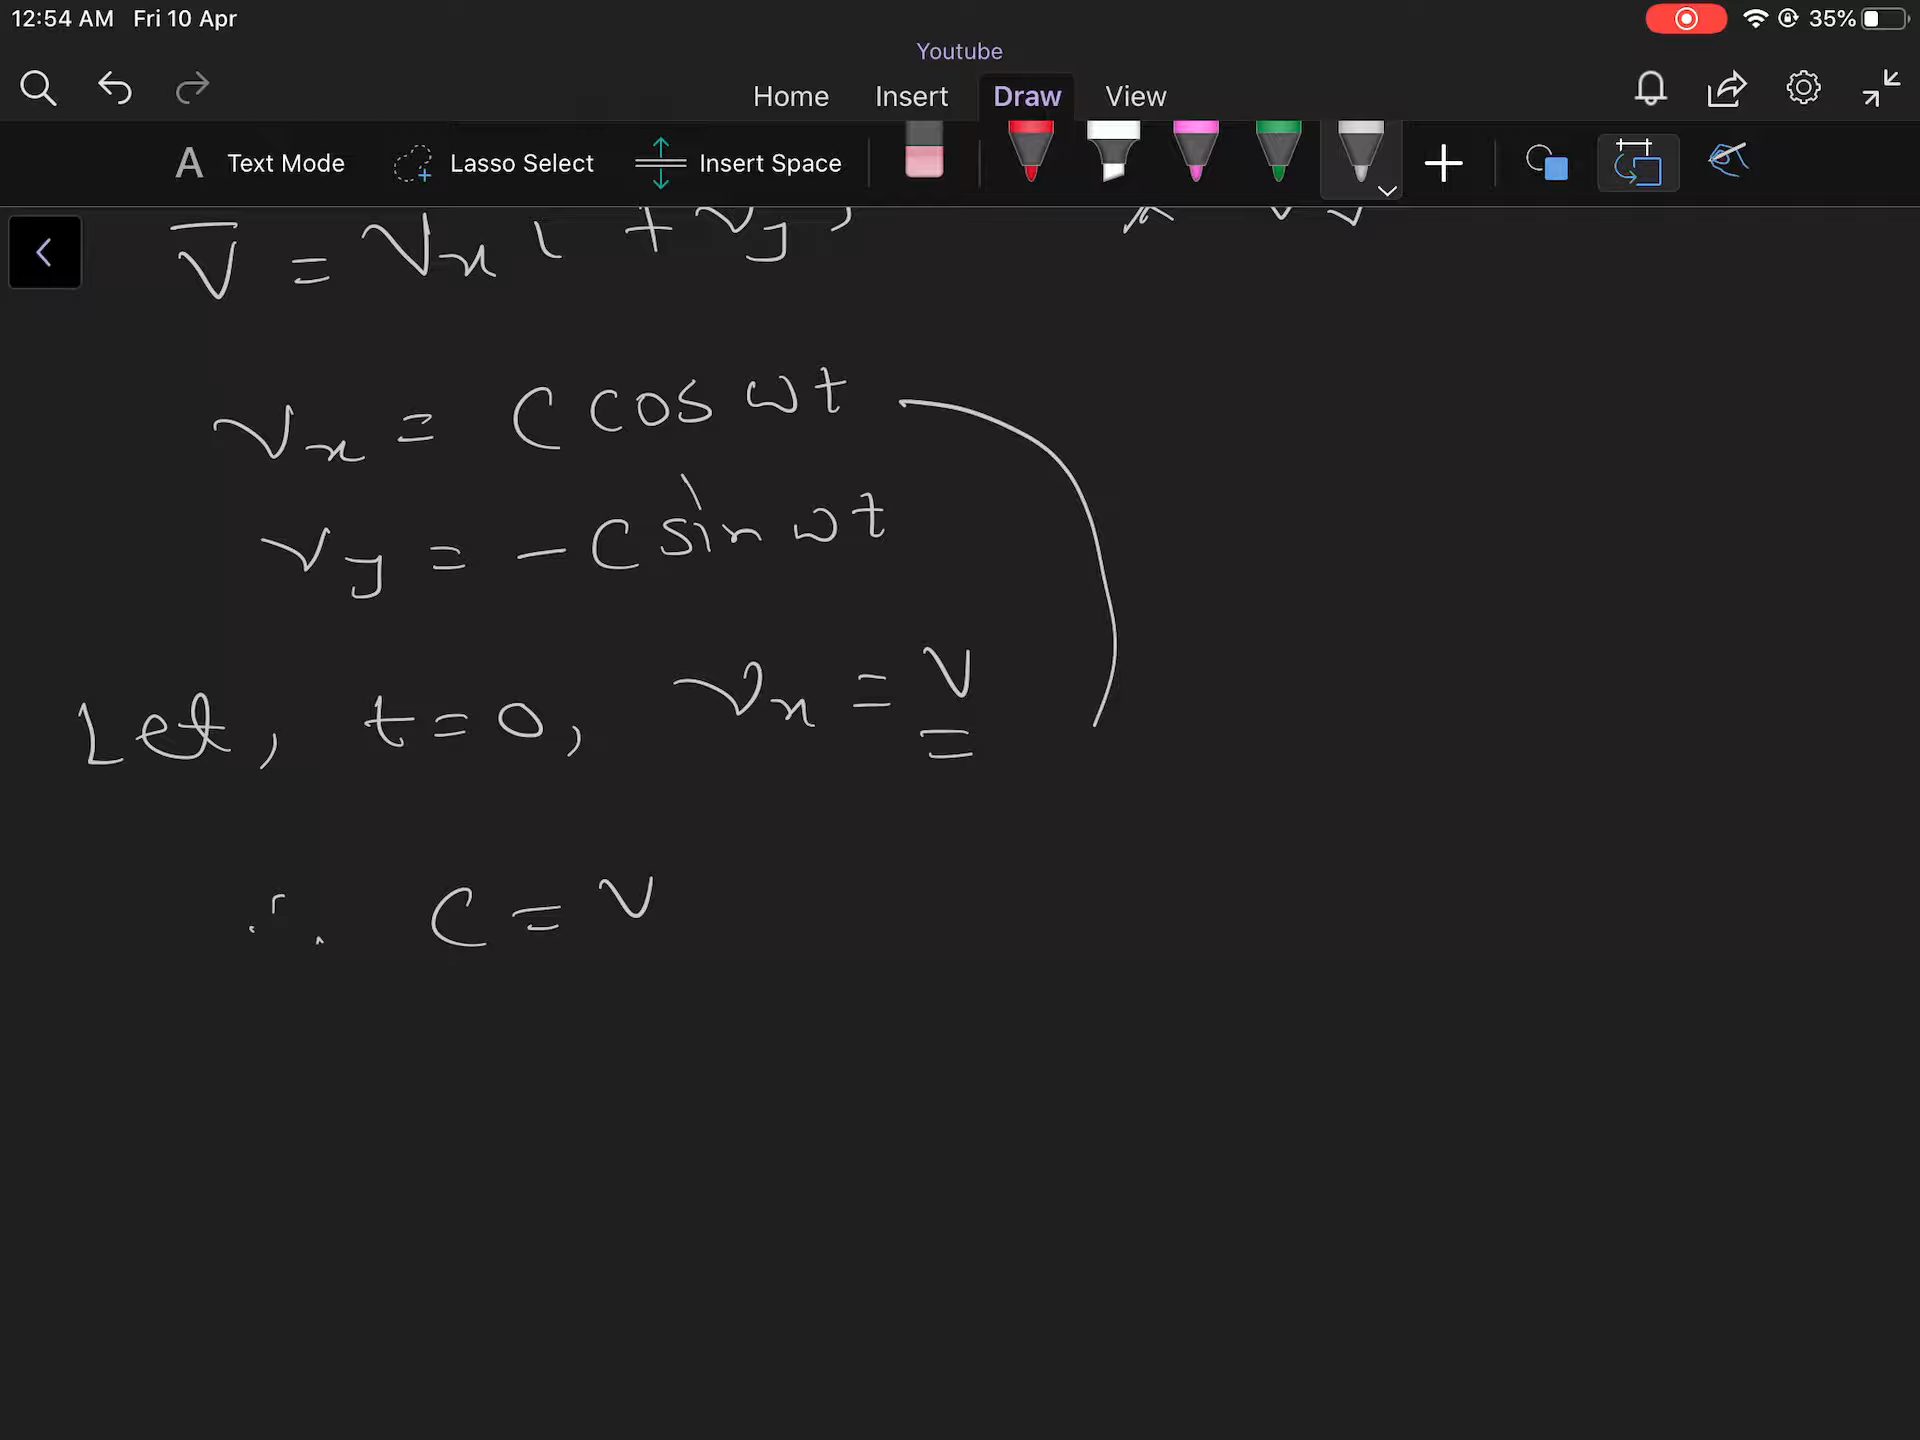 12:54 AM Fri 10 Apr
35%
Youtube
Home Insert Draw View
A Text Mode Lasso Select Insert Space
V̅ = Vx i + Vy
Vx = C cos ωt
Vy = -C sin ωt
Let, t=0, Vx = V
∴ C = V